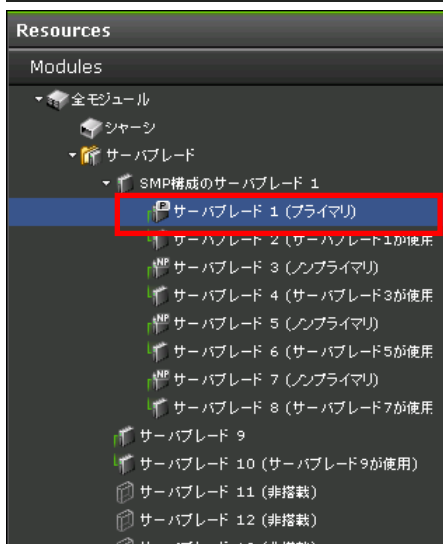 Resources
Modules
全モジュール
シャーシ
サーバブレード
SMP構成のサーバブレード 1
P サーバブレード 1 (プライマリ)
サーバブレード 2 (サーバブレード1が使用
NP サーバブレード 3 (ノンプライマリ)
サーバブレード 4 (サーバブレード3が使用
NP サーバブレード 5 (ノンプライマリ)
サーバブレード 6 (サーバブレード5が使用
NP サーバブレード 7 (ノンプライマリ)
サーバブレード 8 (サーバブレード7が使用
サーバブレード 9
サーバブレード 10 (サーバブレード9が使用)
サーバブレード 11 (非搭載)
サーバブレード 12 (非搭載)